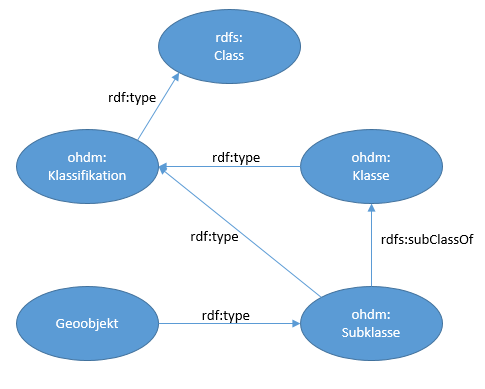 rdfs:
Class
rdf:type
ohdm:
Klassifikation
rdf:type
ohdm:
Klasse
rdf:type
rdfs:subClassOf
Geoobjekt
rdf:type
ohdm:
Subklasse